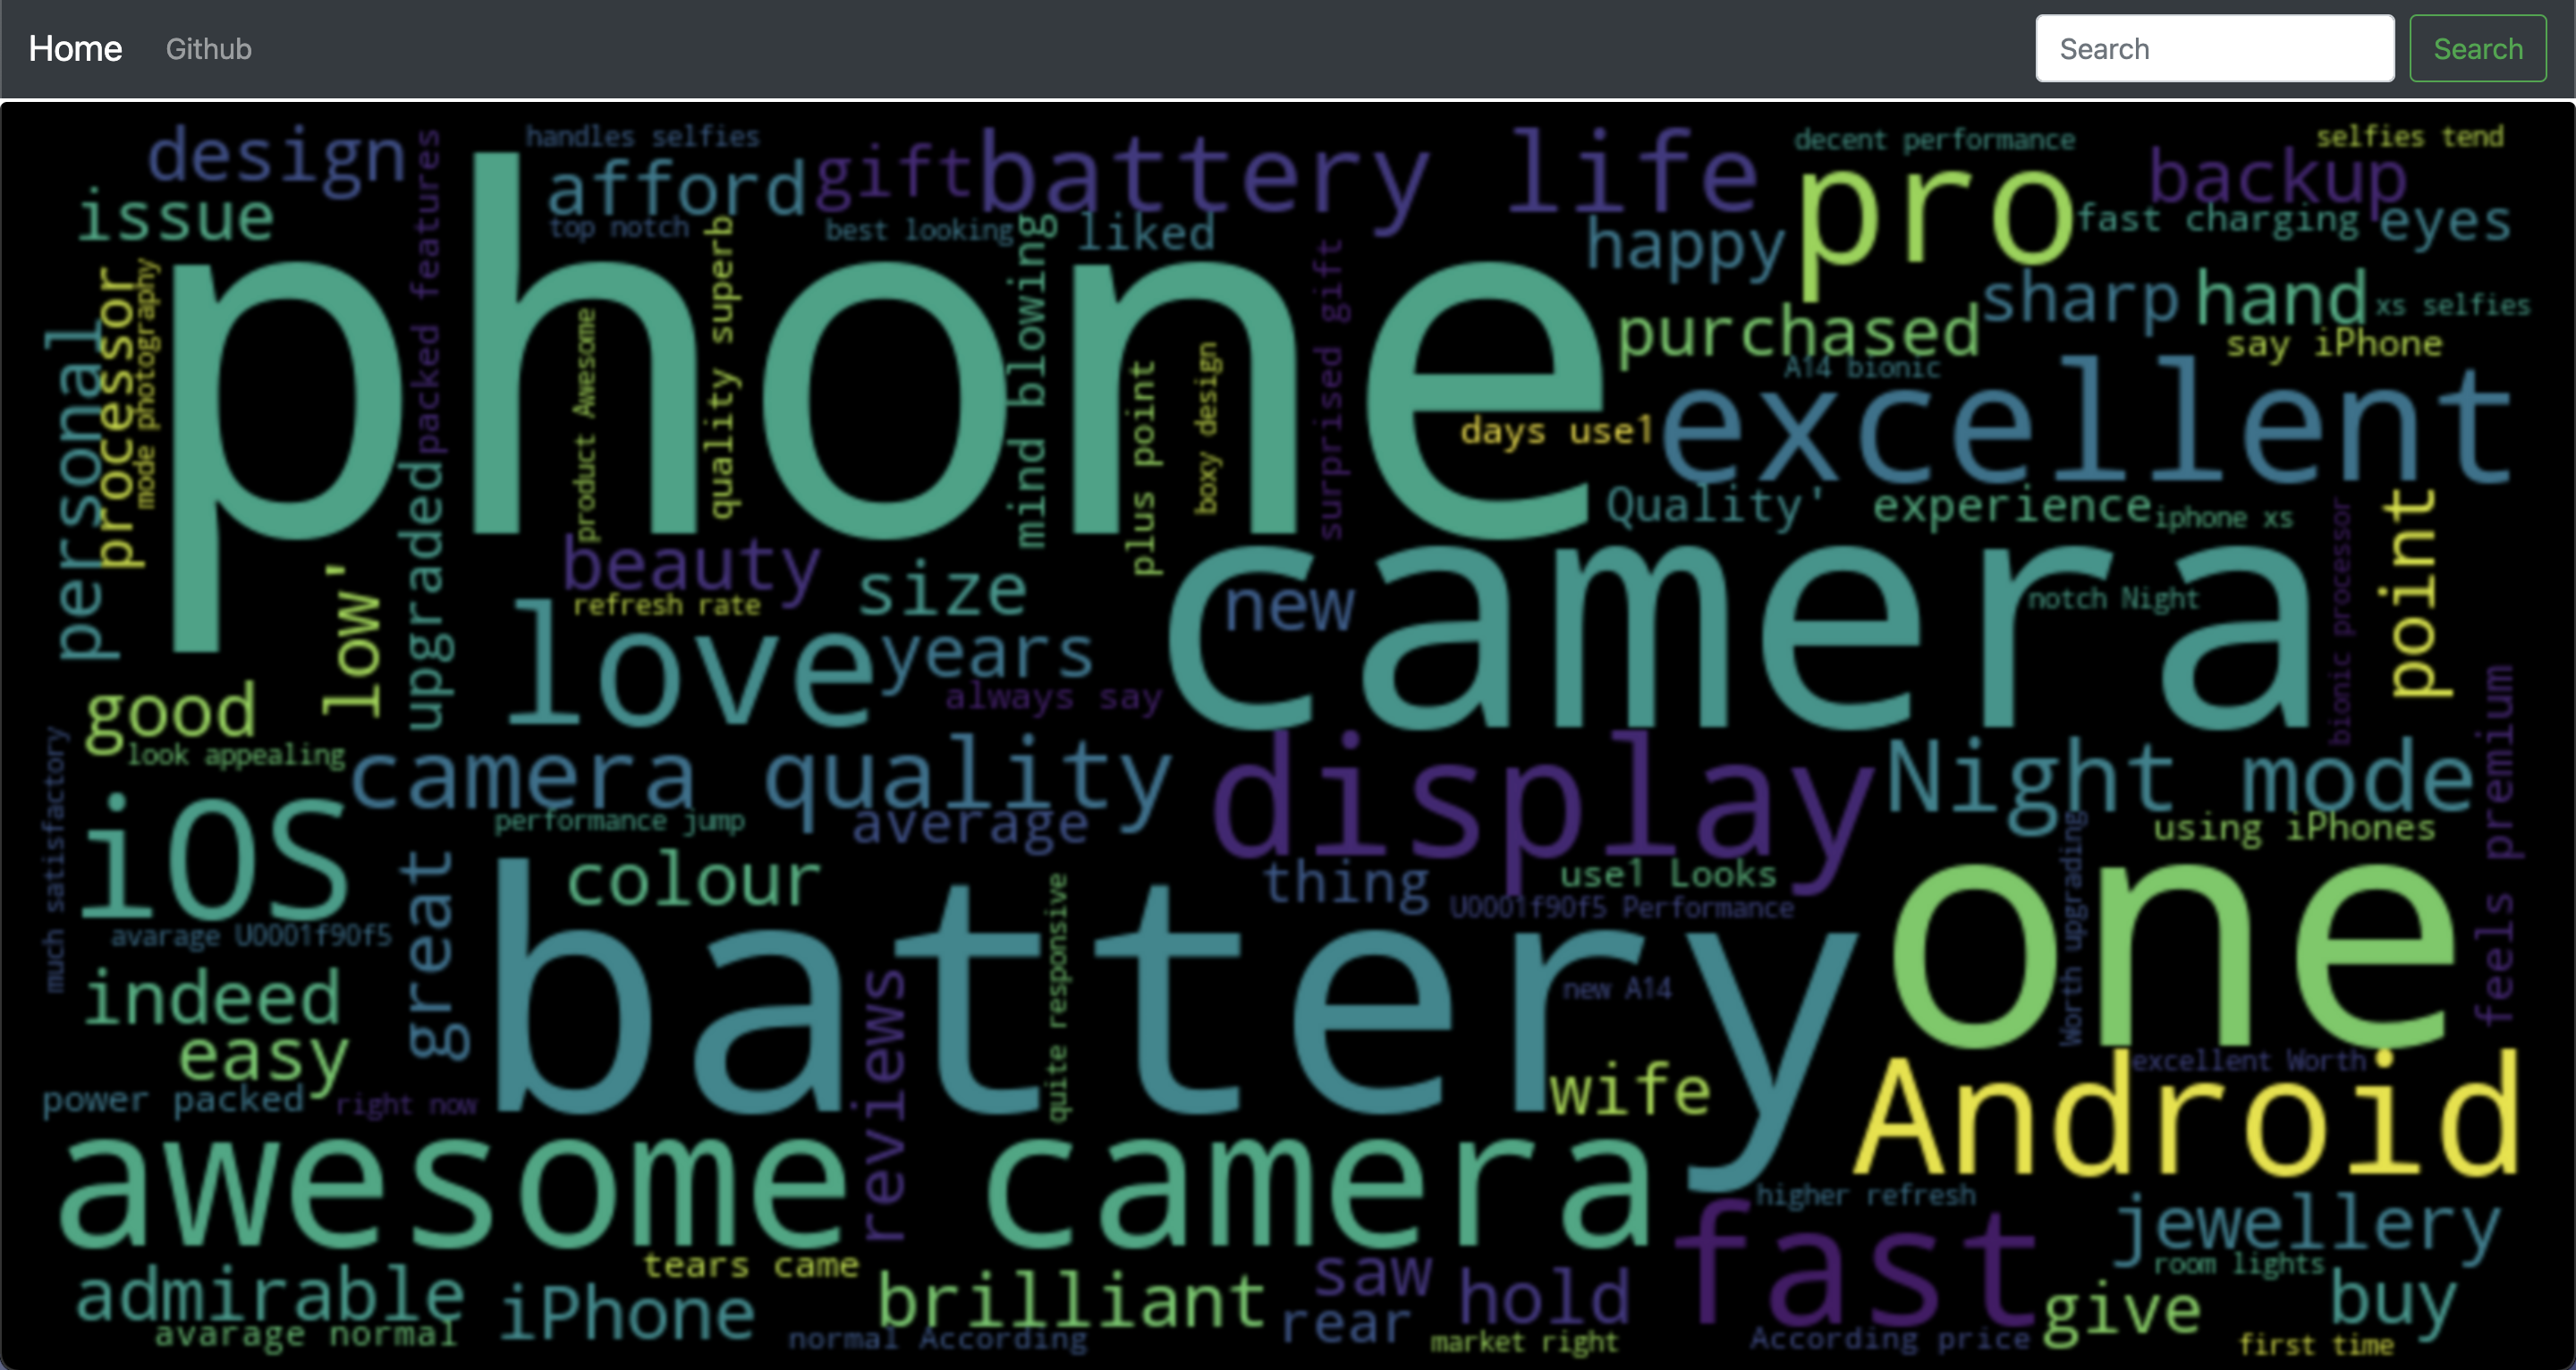 Home
Github
Search
Search
design
handles selfies
gift
battery life
decent performance
selfies tend
backup
issue
packed features
afford
top notch
best looking
liked
happy
pro
fast charging
eyes
phone
personal
processor
mode photography
product Awesome
quality superb
mind blowing
plus point
boxy design
surprised gift
purchased
sharp
hand
xs selfies
say iPhone
A14 bionic
days use1
excellent
Quality'
experience
iphone xs
beauty
size
camera
new
notch Night
bionic processor
point
low'
upgraded
refresh rate
love
years
always say
good
look appealing
camera quality
display
Night mode
feels premium
much satisfactory
iOS
performance jump
average
using iPhones
great
colour
thing
use1 Looks
U0001f90f5 Performance
one
Worth upgrading
avarage U0001f90f5
battery
quite responsive
new A14
indeed
easy
reviews
wife
excellent Worth
Android
power packed
right now
awesome camera
higher refresh
fast
jewellery
room lights
tears came
admirable
iPhone
brilliant
saw
hold
rear
give
buy
avarage normal
normal According
market right
According price
first time